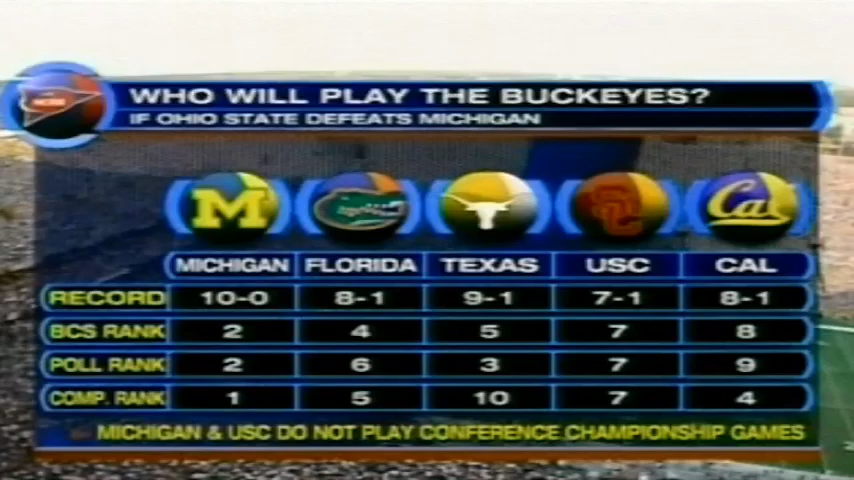 WHO WILL PLAY THE BUCKEYES?
IF OHIO STATE DEFEATS MICHIGAN
M
Cal
MICHIGAN FLORIDA TEXAS USC CAL
RECORD 10-0 8-1 9-1 7-1 8-1
BCS RANK 2 4 5 7 8
POLL RANK 2 6 3 7 9
COMP. RANK 1 5 10 7 4
MICHIGAN & USC DO NOT PLAY CONFERENCE CHAMPIONSHIP GAMES